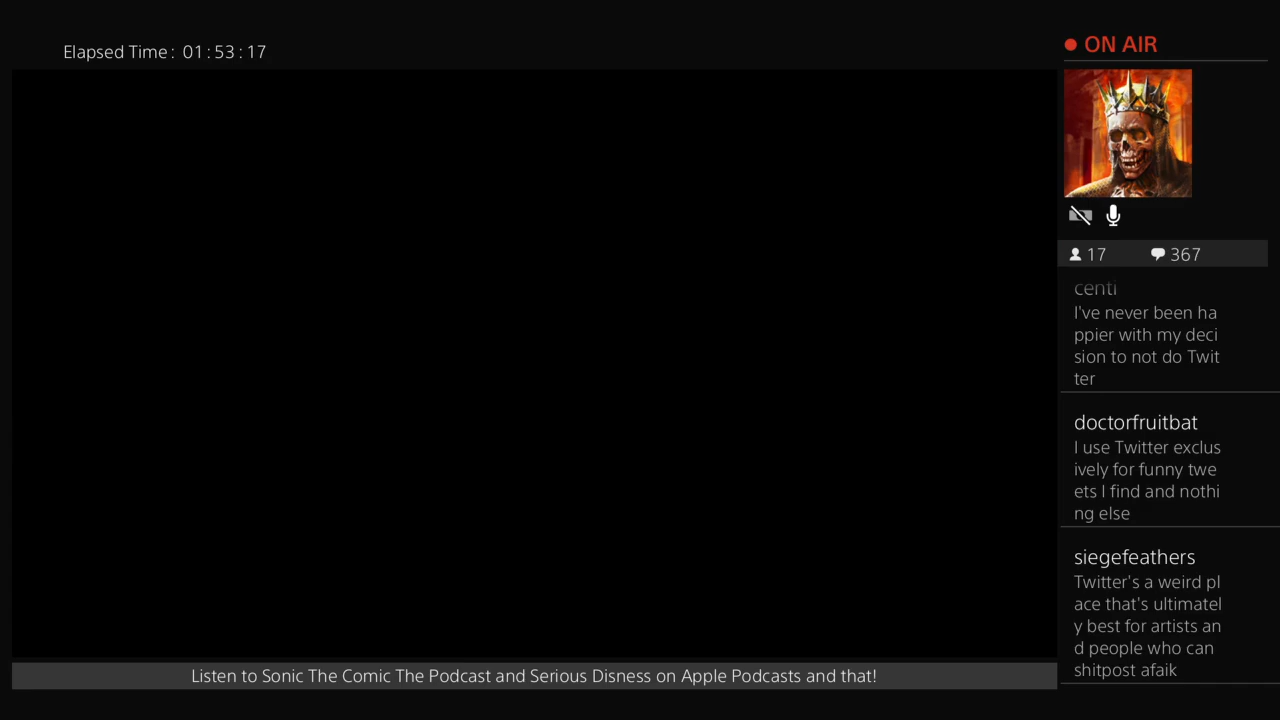 Elapsed Time: 01:53:17
ON AIR
17 367
centi
I've never been ha
ppier with my deci
sion to not do Twit
ter
doctorfruitbat
I use Twitter exclus
ively for funny twe
ets I find and nothi
ng else
siegefeathers
Twitter's a weird pl
ace that's ultimatel
y best for artists an
d people who can
shitpost afaik
Listen to Sonic The Comic The Podcast and Serious Disness on Apple Podcasts and that!